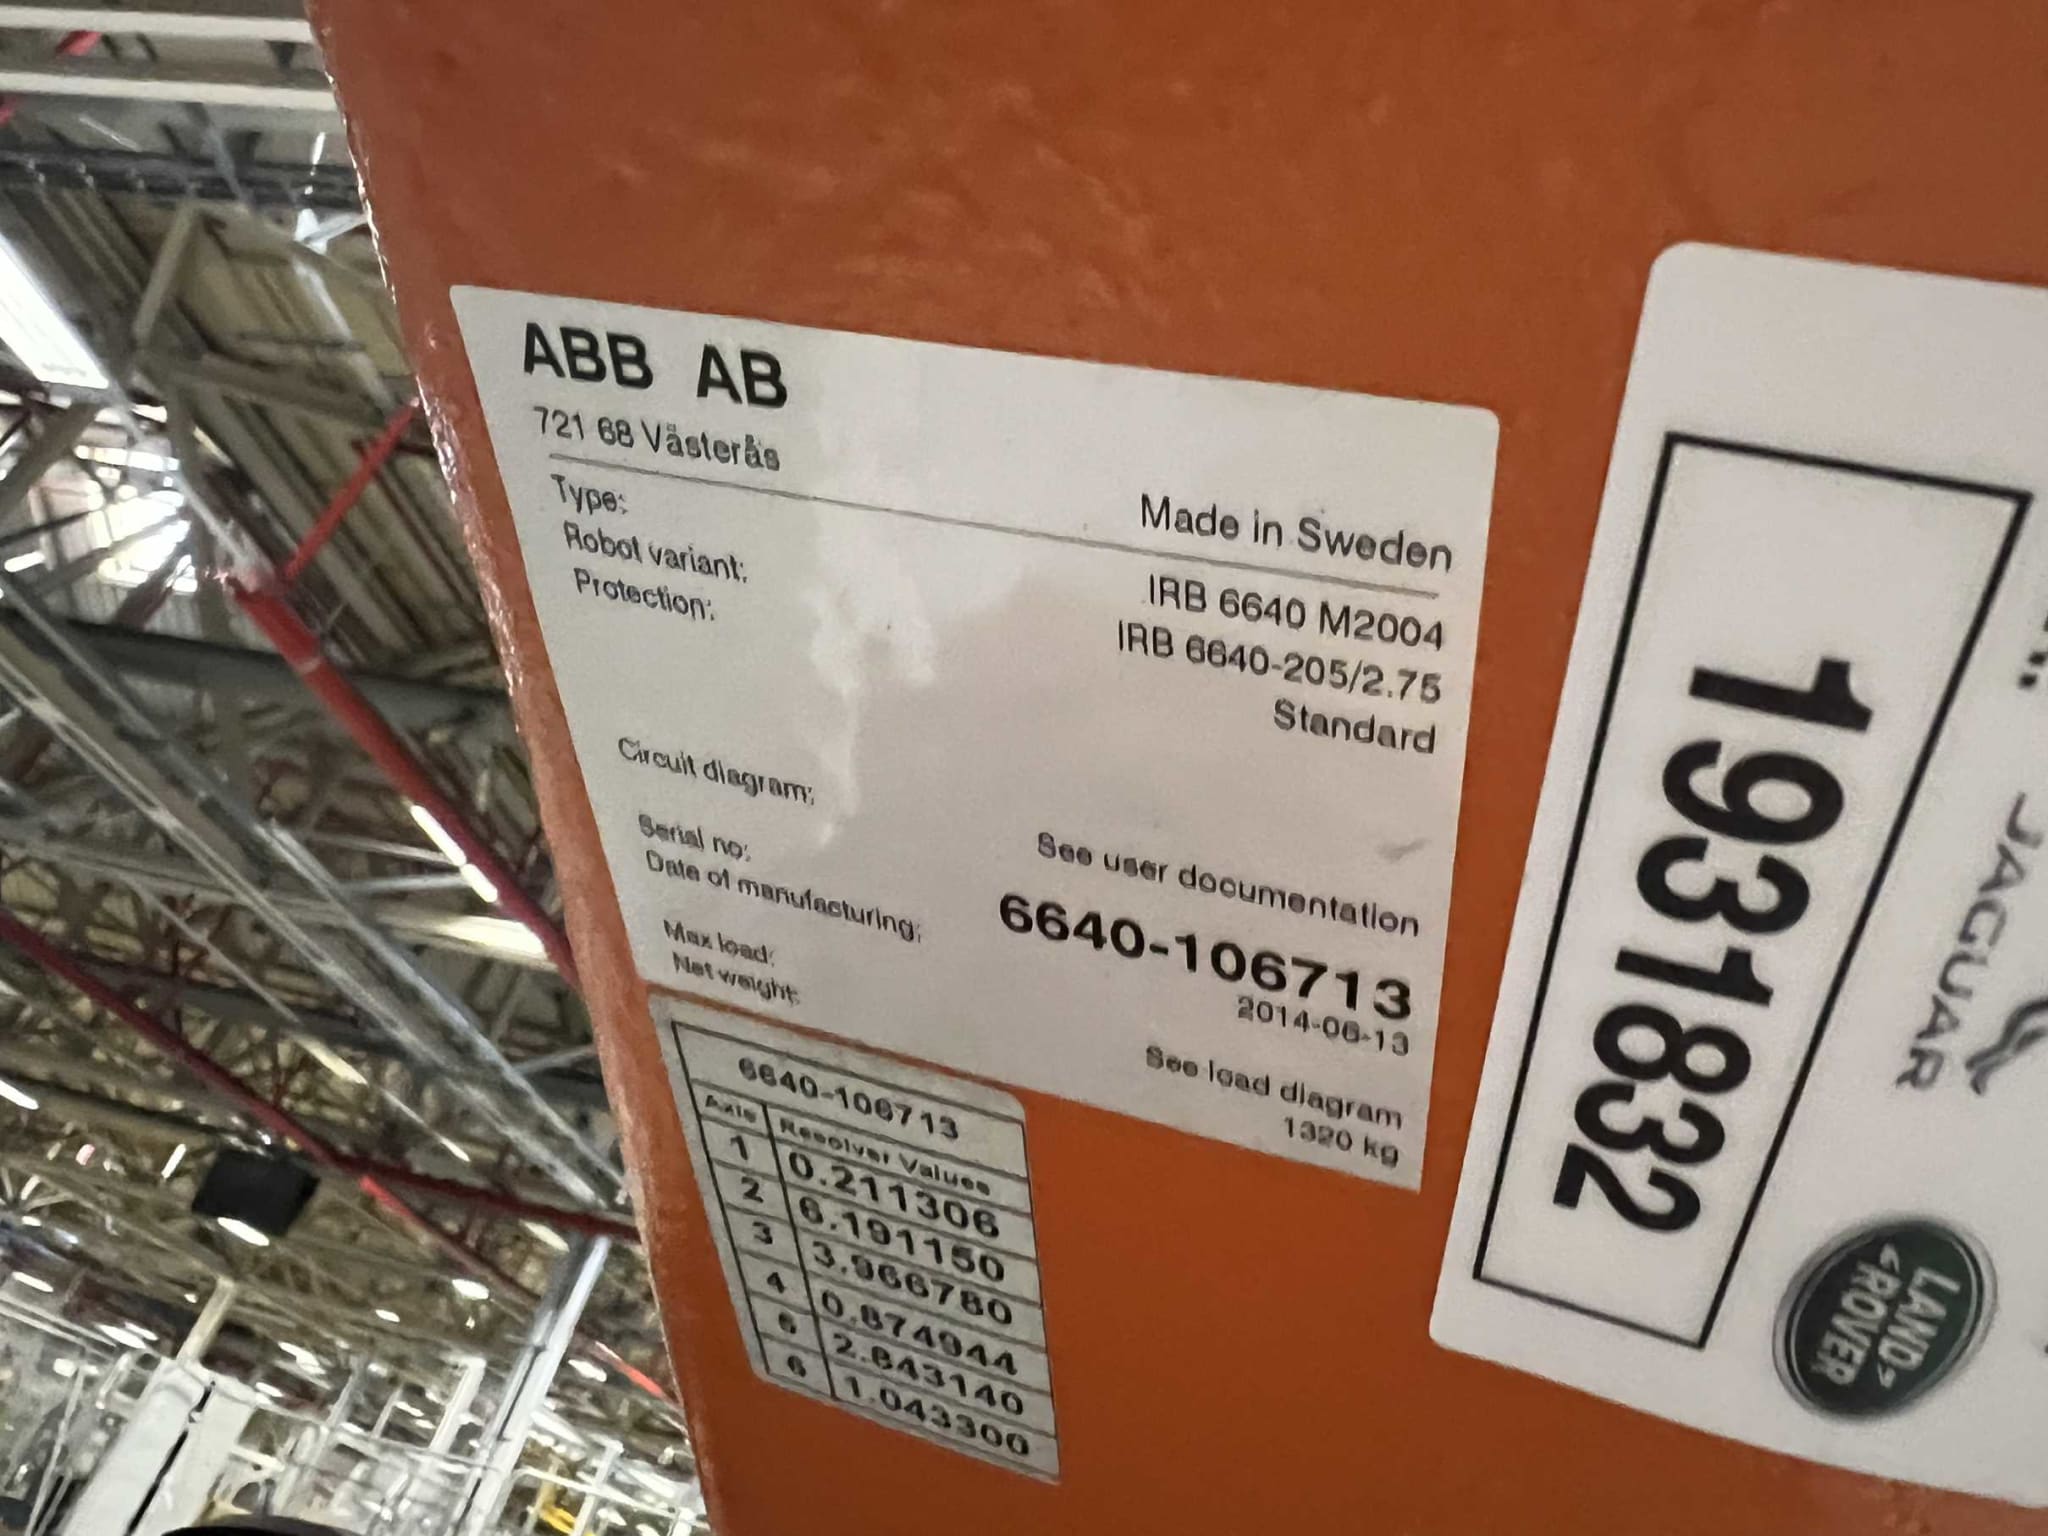 ABB AB
721 68 Västerås
Made in Sweden
Type: IRB 6640 M2004
Robot variant: IRB 6640-205/2.75
Protection: Standard
Circuit diagram: See user documentation
Serial no: 6640-106713
Date of manufacturing: 2014-06-13
Max load: See load diagram
Net weight: 1320 kg
6640-106713
Axis Resolver Values
1 0.211306
2 6.191150
3 3.966780
4 0.874944
5 2.843140
6 1.043300
1931832
JAGUAR
LAND
ROVER